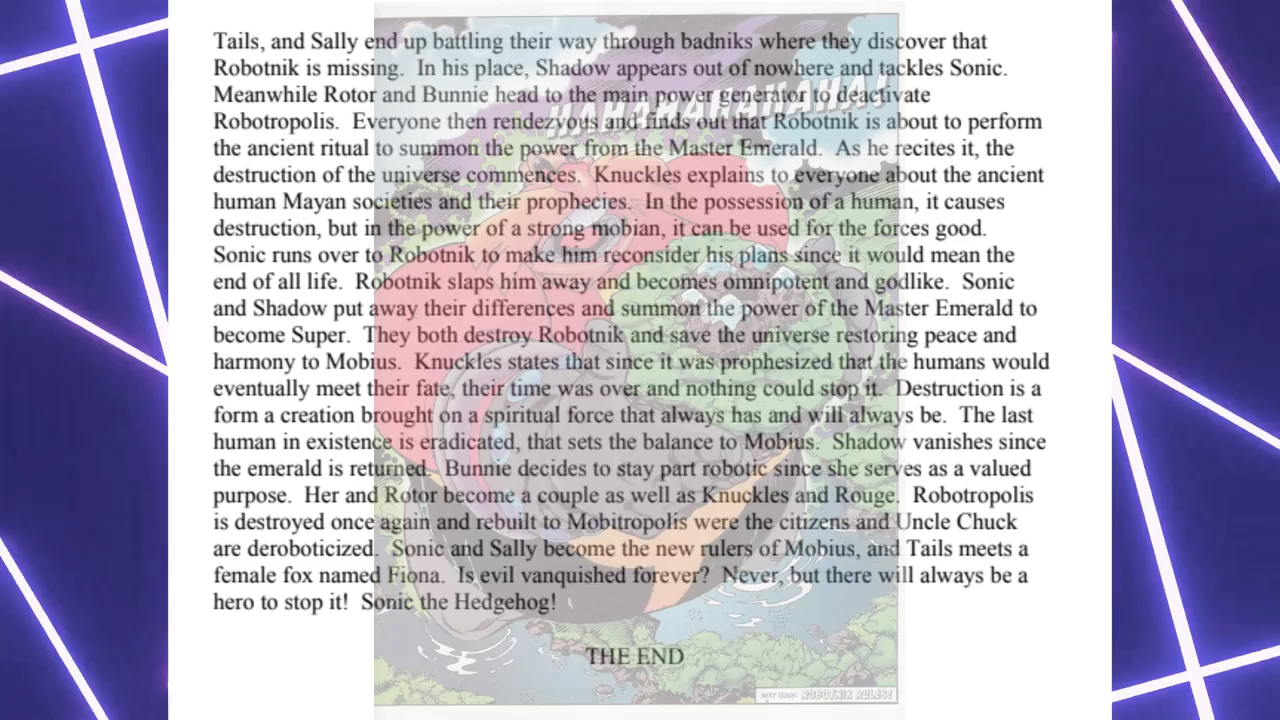 Tails, and Sally end up battling their way through badniks where they discover that
Robotnik is missing.  In his place, Shadow appears out of nowhere and tackles Sonic.
Meanwhile Rotor and Bunnie head to the main power generator to deactivate
Robotropolis.  Everyone then rendezvous and finds out that Robotnik is about to perform
the ancient ritual to summon the power from the Master Emerald.  As he recites it, the
destruction of the universe commences.  Knuckles explains to everyone about the ancient
human Mayan societies and their prophecies.  In the possession of a human, it causes
destruction, but in the power of a strong mobian, it can be used for the forces good.
Sonic runs over to Robotnik to make him reconsider his plans since it would mean the
end of all life.  Robotnik slaps him away and becomes omnipotent and godlike.  Sonic
and Shadow put away their differences and summon the power of the Master Emerald to
become Super.  They both destroy Robotnik and save the universe restoring peace and
harmony to Mobius.  Knuckles states that since it was prophesized that the humans would
eventually meet their fate, their time was over and nothing could stop it.  Destruction is a
form a creation brought on a spiritual force that always has and will always be.  The last
human in existence is eradicated, that sets the balance to Mobius.  Shadow vanishes since
the emerald is returned.  Bunnie decides to stay part robotic since she serves as a valued
purpose.  Her and Rotor become a couple as well as Knuckles and Rouge.  Robotropolis
is destroyed once again and rebuilt to Mobitropolis were the citizens and Uncle Chuck
are deroboticized.  Sonic and Sally become the new rulers of Mobius, and Tails meets a
female fox named Fiona.  Is evil vanquished forever?  Never, but there will always be a
hero to stop it!  Sonic the Hedgehog!
THE END
HAHAHAHAHAHAHA!
NEXT ISSUE: ROBOTNIK RULES!